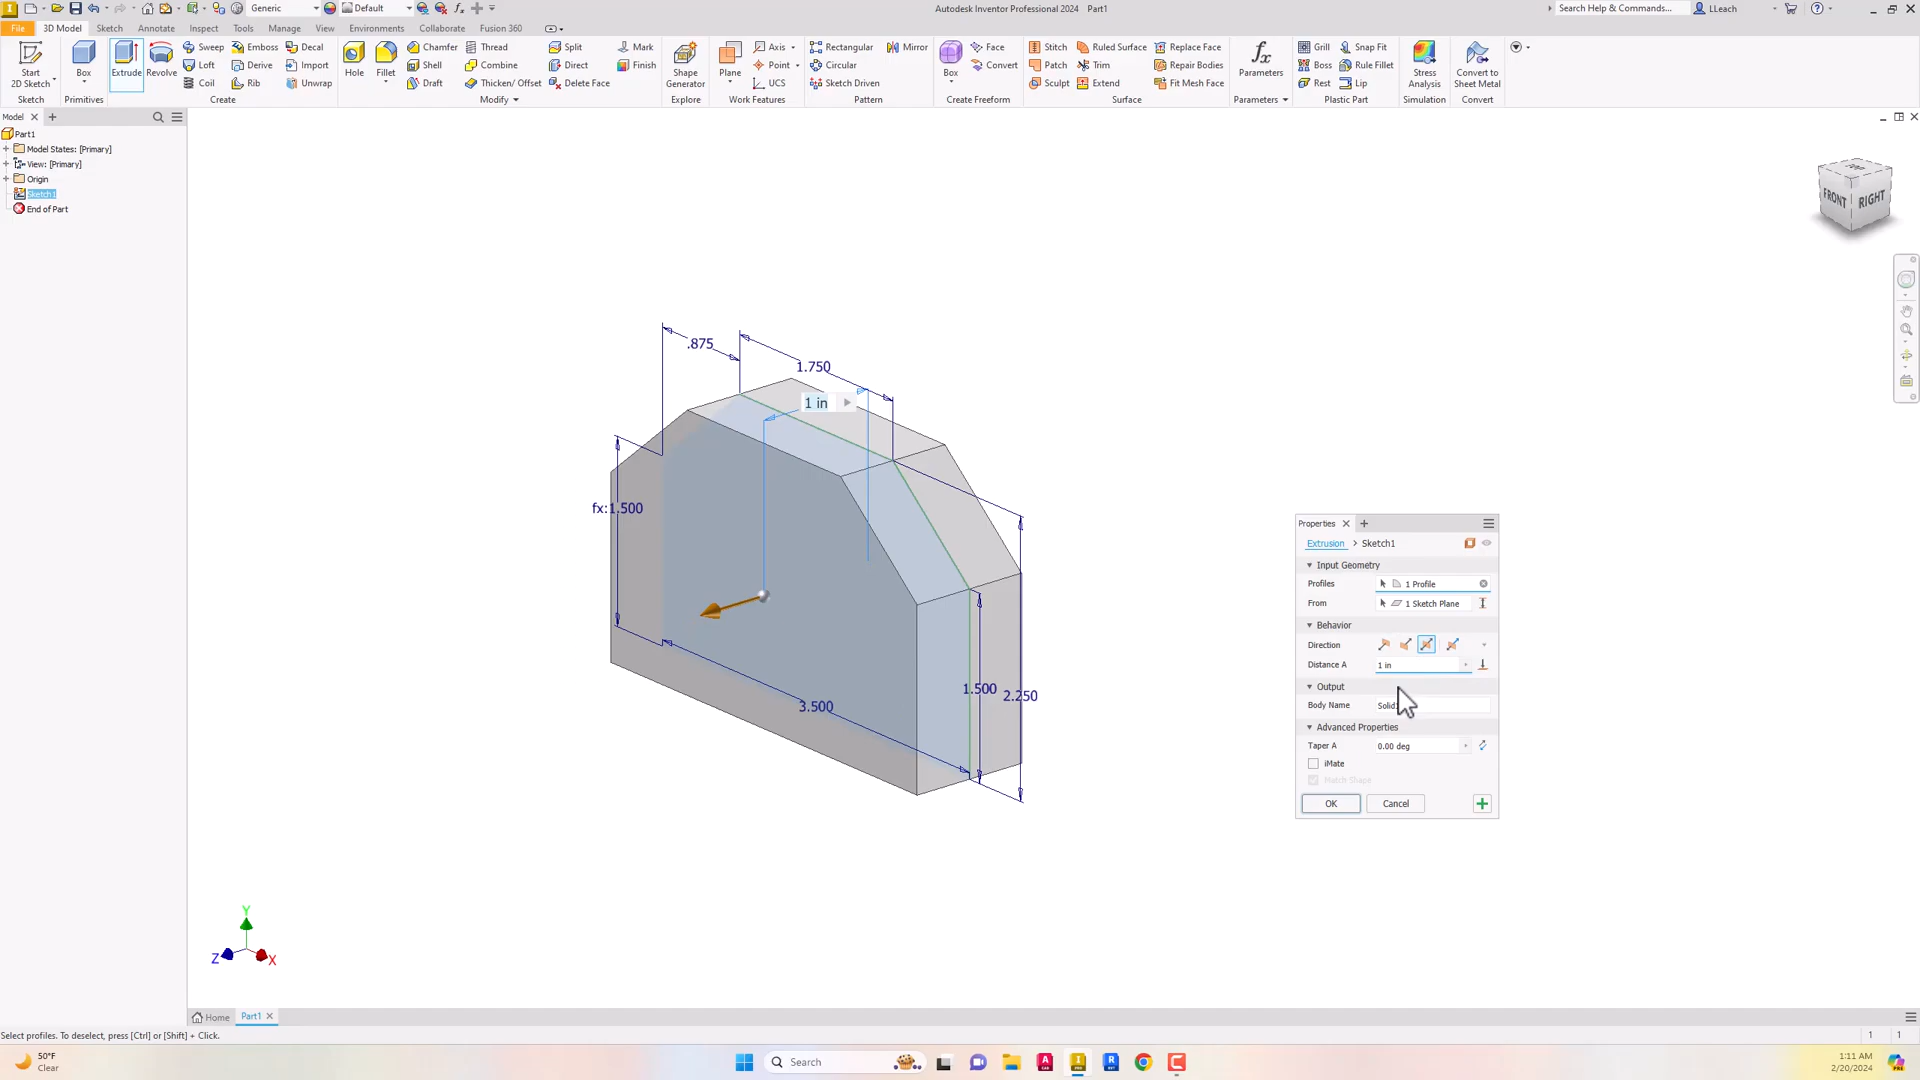 Generic Default Autodesk Inventor Professional 2024 Part1 Search Help & Commands... LLeach
File 3D Model Sketch Annotate Inspect Tools Manage View Environments Collaborate Fusion 360
Start 2D Sketch
Sketch
Box
Primitives
Extrude Revolve Sweep Emboss Decal
Loft Derive Import
Coil Rib Unwrap
Create
Hole Fillet Chamfer Thread Split Mark
Shell Combine Direct Finish
Draft Thicken/ Offset Delete Face
Modify
Shape Generator
Explore
Plane Axis
Point
UCS
Work Features
Rectangular Mirror
Circular
Sketch Driven
Pattern
Box Face
Convert
Create Freeform
Stitch Ruled Surface Replace Face
Patch Trim Repair Bodies
Sculpt Extend Fit Mesh Face
Surface
fx Parameters
Parameters
Grill Snap Fit
Boss Rule Fillet
Rest Lip
Plastic Part
Stress Analysis
Simulation
Convert to Sheet Metal
Convert
Model
Part1
Model States: [Primary]
View: [Primary]
Origin
Sketch1
End of Part
TOP
FRONT RIGHT
.875
1.750
1 in
fx:1.500
1.500
2.250
3.500
Properties
Extrusion > Sketch1
Input Geometry
Profiles 1 Profile
From 1 Sketch Plane
Behavior
Direction
Distance A 1 in
Output
Body Name
Advanced Properties
Taper A 0.00 deg
iMate
Match Shape
OK Cancel
Y
Z X
Home Part1
Select profiles. To deselect, press [Ctrl] or [Shift] + Click. 1 1
50°F
Clear
Search
1:11 AM
2/20/2024